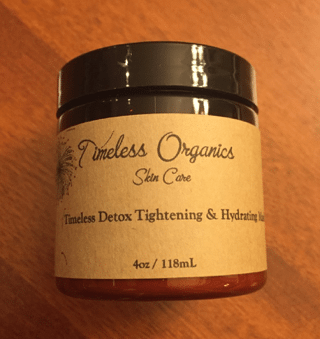 Timeless Organics
Skin Care
Timeless Detox Tightening & Hydrating
4oz / 118mL